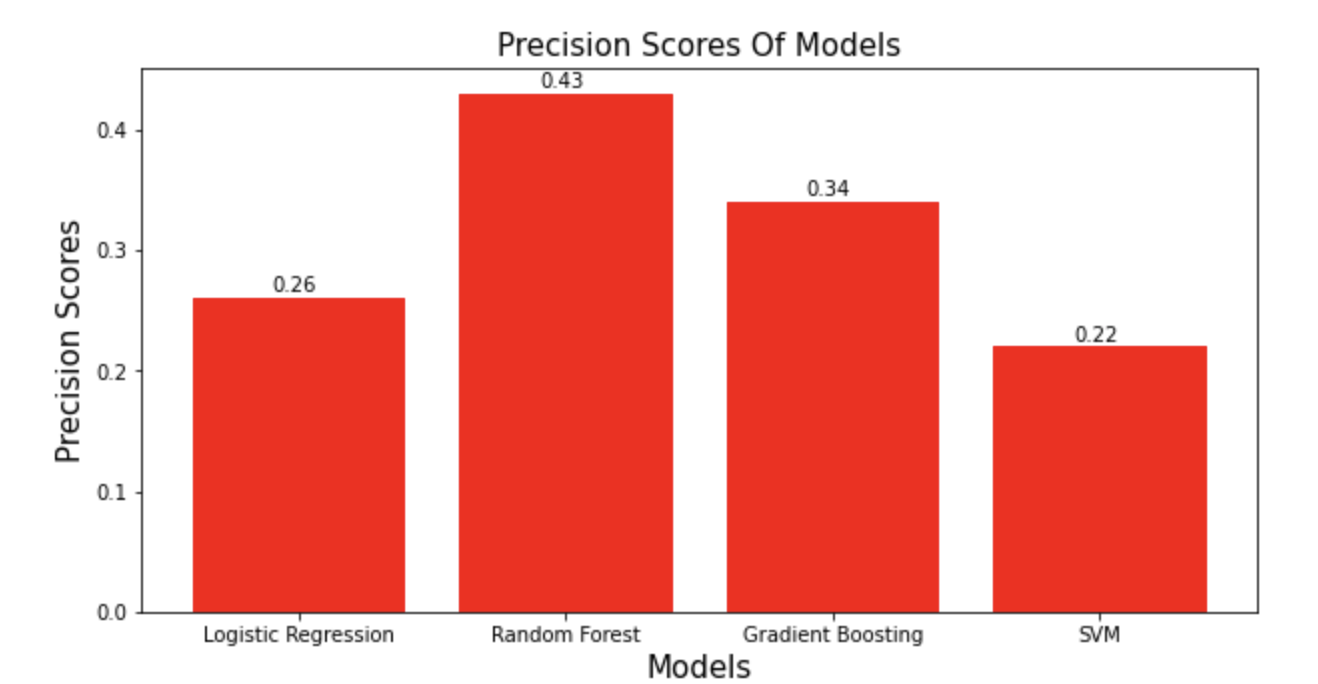 Precision Scores Of Models
0.43
0.4
0.34
0.3
0.26
0.22
0.2
0.1
0.0
Precision Scores
Logistic Regression
Random Forest
Gradient Boosting
SVM
Models